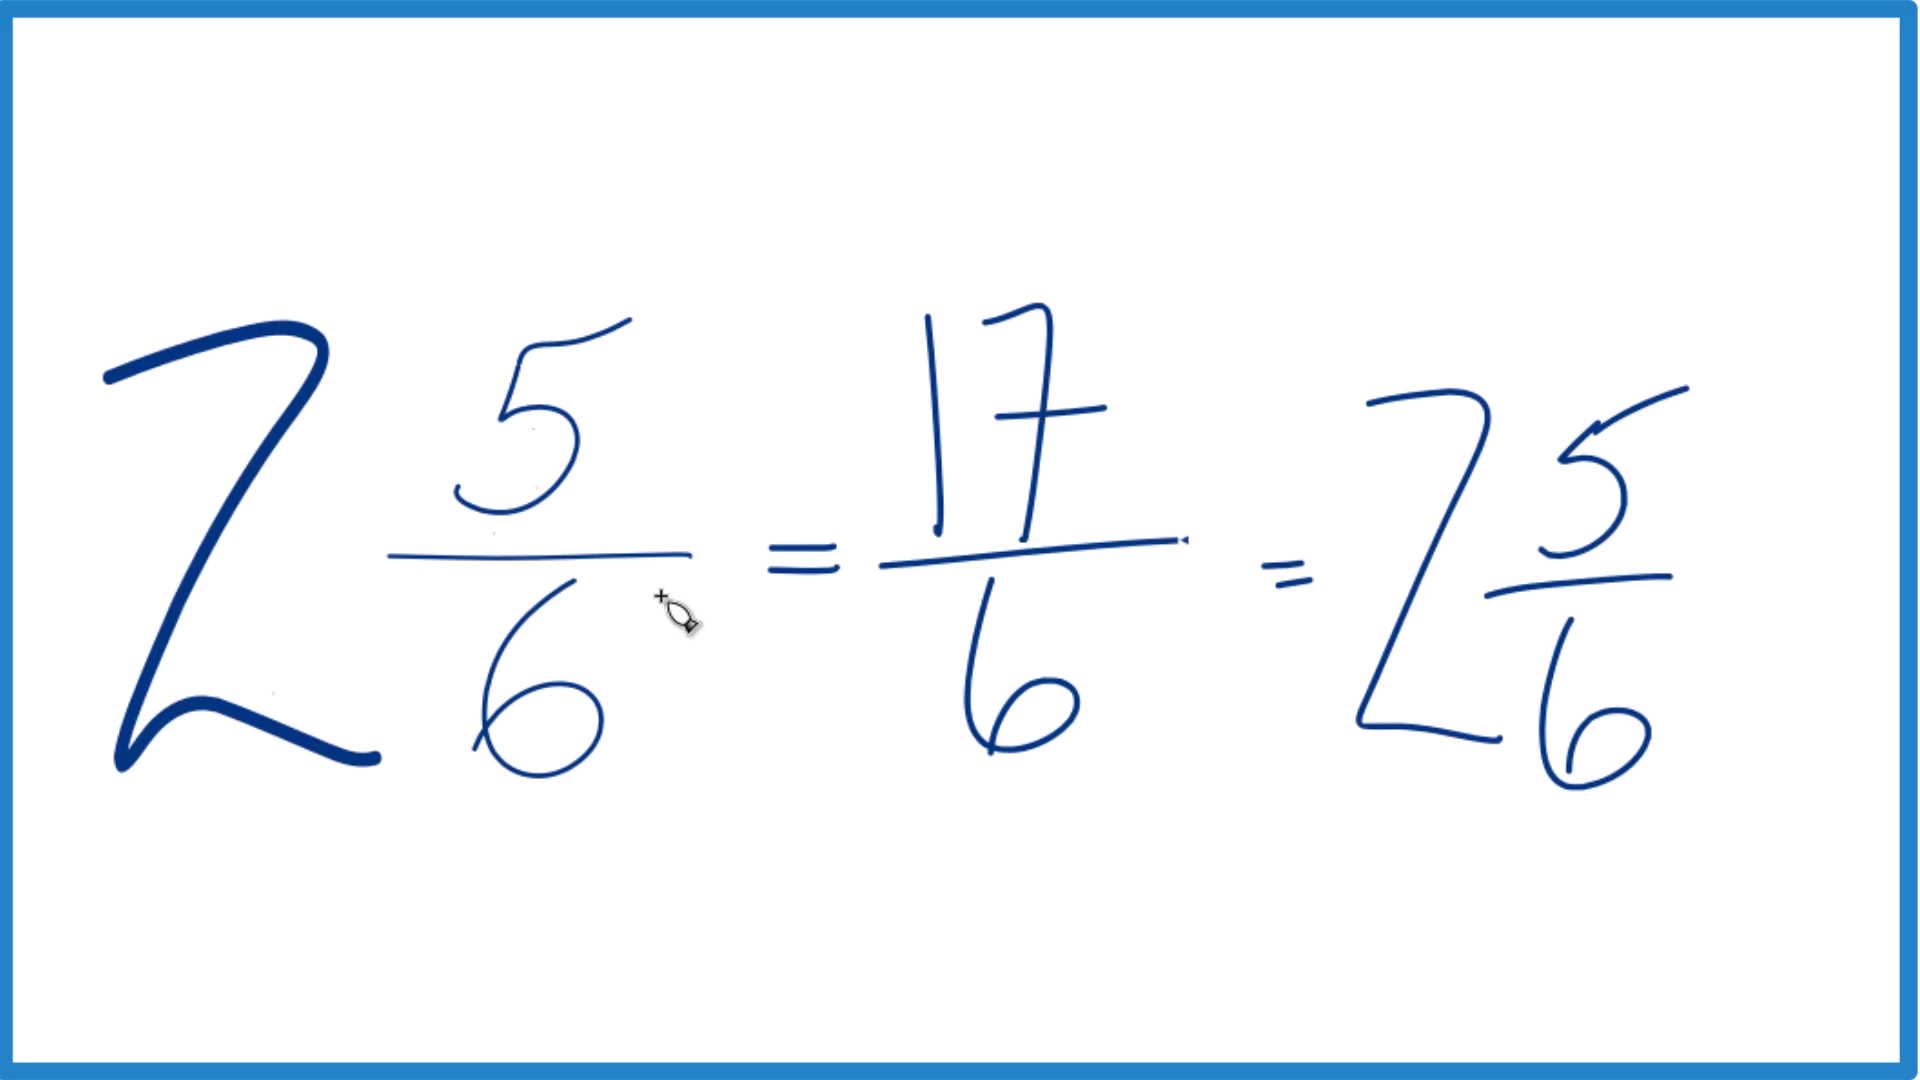 2 5/6 = 17/6 = 2 5/6